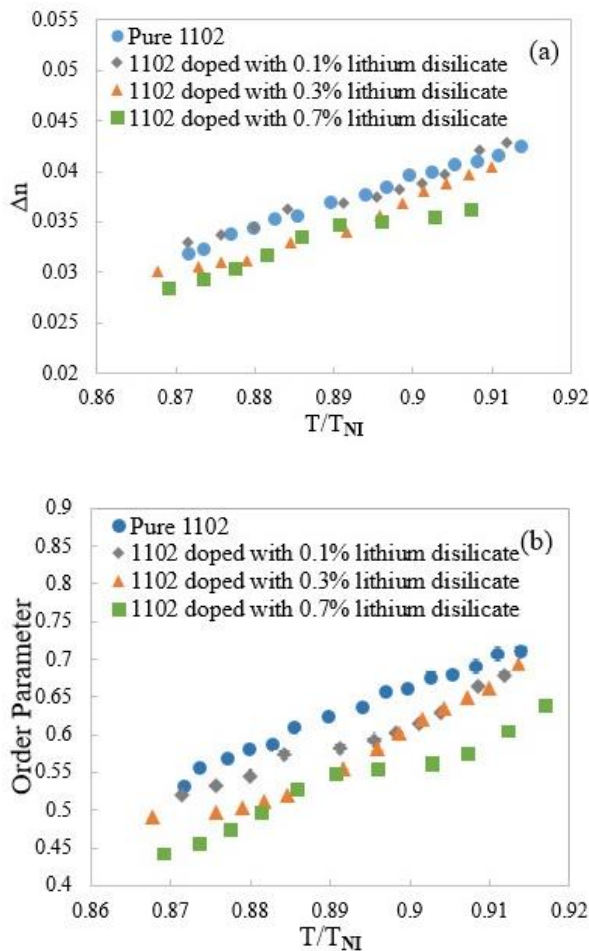 0.055
0.05
0.045
0.04
0.035
0.03
0.025
0.02
Δn
Pure 1102
1102 doped with 0.1% lithium disilicate
1102 doped with 0.3% lithium disilicate
1102 doped with 0.7% lithium disilicate
(a)
0.86 0.87 0.88 0.89 0.9 0.91 0.92
T/TNI
0.9
0.85
0.8
0.75
0.7
0.65
0.6
0.55
0.5
0.45
0.4
Order Parameter
Pure 1102
1102 doped with 0.1% lithium disilicate
1102 doped with 0.3% lithium disilicate
1102 doped with 0.7% lithium disilicate
(b)
0.86 0.87 0.88 0.89 0.9 0.91 0.92
T/TNI